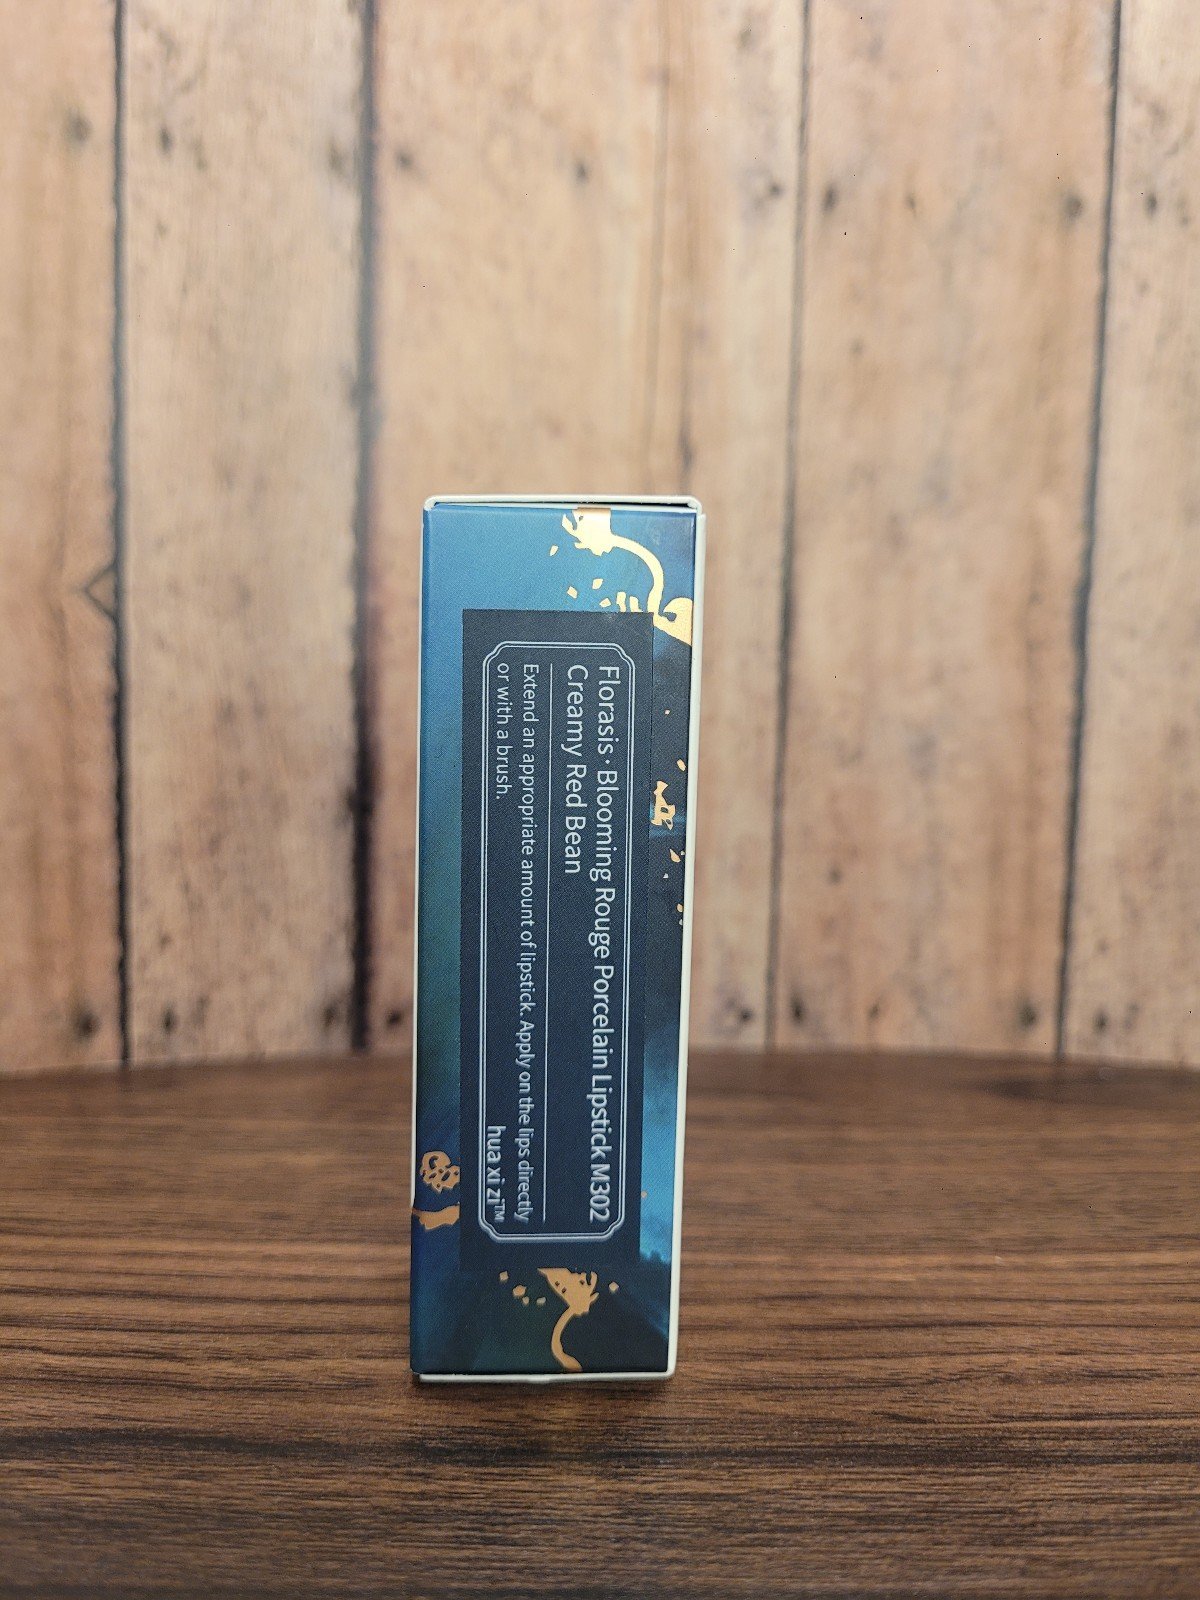 Florasis · Blooming Rouge Porcelain Lipstick M302
Creamy Red Bean
Extend an appropriate amount of lipstick. Apply on the lips directly
or with a brush.
hua xi zi™